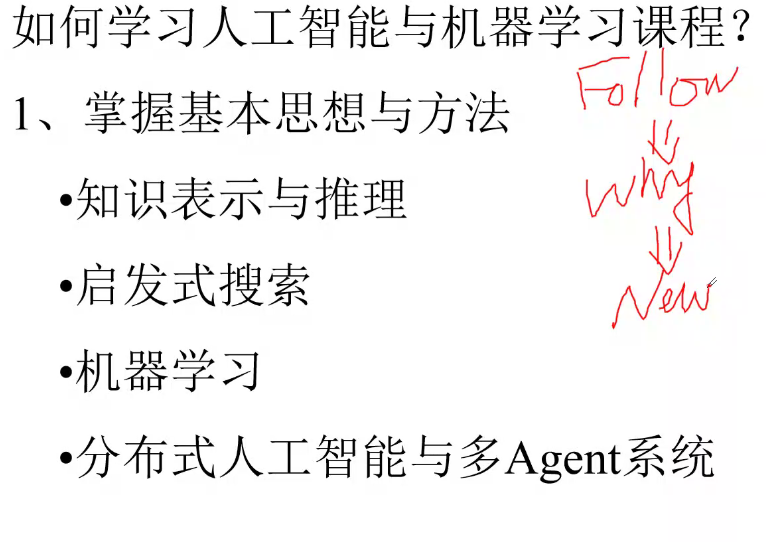 如何学习人工智能与机器学习课程？
Follow
1、掌握基本思想与方法
why
•知识表示与推理
New
•启发式搜索
•机器学习
•分布式人工智能与多Agent系统